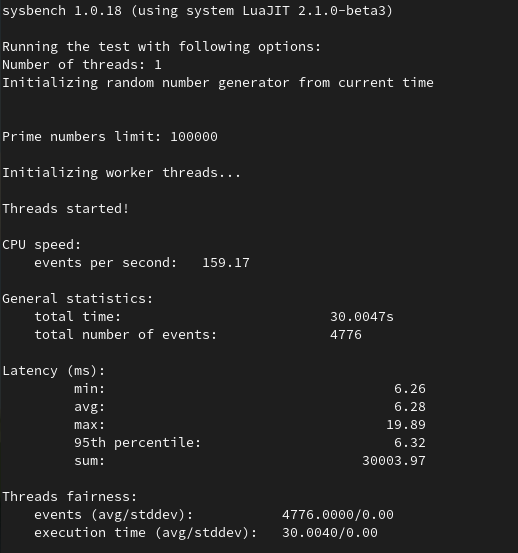 sysbench 1.0.18 (using system LuaJIT 2.1.0-beta3)
Running the test with following options:
Number of threads: 1
Initializing random number generator from current time
Prime numbers limit: 100000
Initializing worker threads...
Threads started!
CPU speed:
    events per second:   159.17
General statistics:
    total time:                          30.0047s
    total number of events:              4776
Latency (ms):
         min:                                    6.26
         avg:                                    6.28
         max:                                   19.89
         95th percentile:                        6.32
         sum:                                30003.97
Threads fairness:
    events (avg/stddev):           4776.0000/0.00
    execution time (avg/stddev):   30.0040/0.00